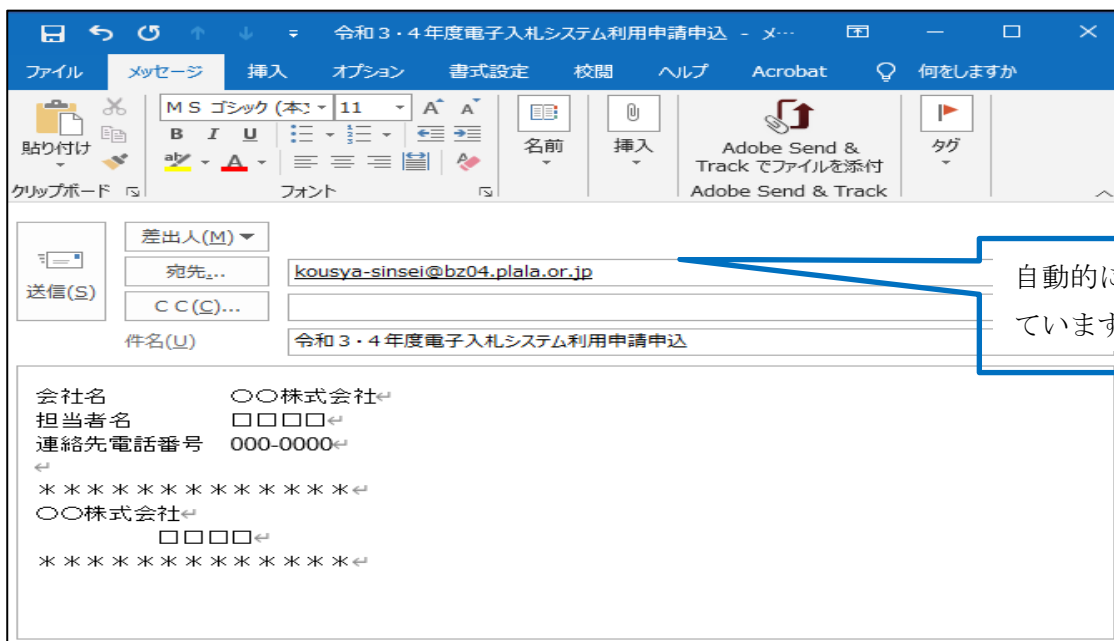 令和３・４年度電子入札システム利用申請申込 - メ…
ファイル メッセージ 挿入 オプション 書式設定 校閲 ヘルプ Acrobat 何をしますか
ＭＳ ゴシック (本: 11 A A
B I U
aby A
貼り付け
名前 挿入 Adobe Send & タグ
Track でファイルを添付
クリップボード フォント Adobe Send & Track
差出人(M)
送信(S)
宛先... kousya-sinsei@bz04.plala.or.jp
ＣＣ(C)...
件名(U) 令和３・４年度電子入札システム利用申請申込
自動的に
ています
会社名 〇〇株式会社↵
担当者名 □□□□↵
連絡先電話番号 000-0000↵
↵
＊＊＊＊＊＊＊＊＊＊＊＊＊↵
〇〇株式会社↵
□□□□↵
＊＊＊＊＊＊＊＊＊＊＊＊＊↵